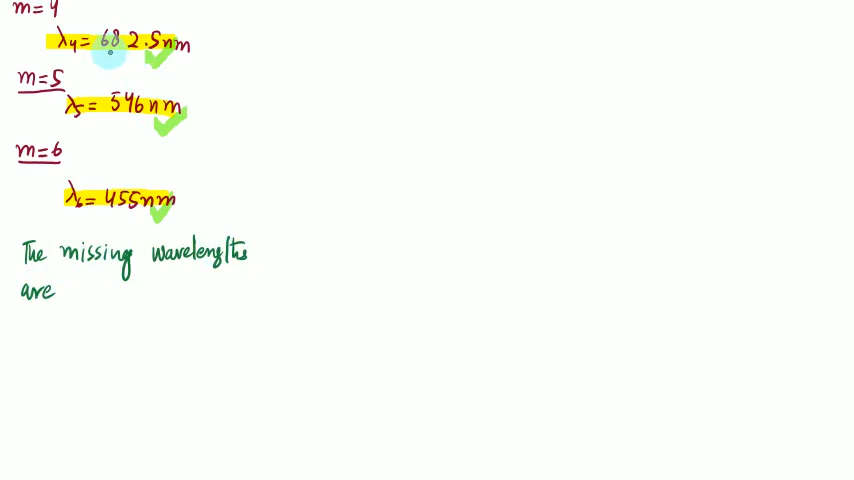 m=4
λ4= 682.5nm
m=5
λ5= 546nm
m=6
λ6= 455nm
The missing wavelengths
are